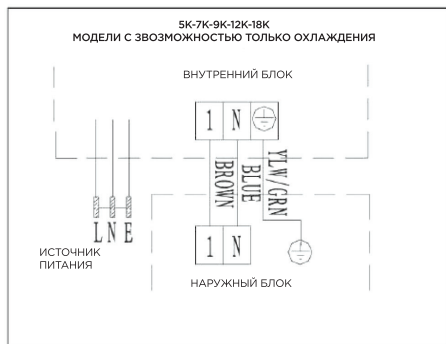 5K-7K-9K-12K-18K
МОДЕЛИ С ЗВОЗМОЖНОСТЬЮ ТОЛЬКО ОХЛАЖДЕНИЯ
ВНУТРЕННИЙ БЛОК
1 N
BROWN
BLUE
YLW/GRN
L N E
ИСТОЧНИК
ПИТАНИЯ
1 N
НАРУЖНЫЙ БЛОК